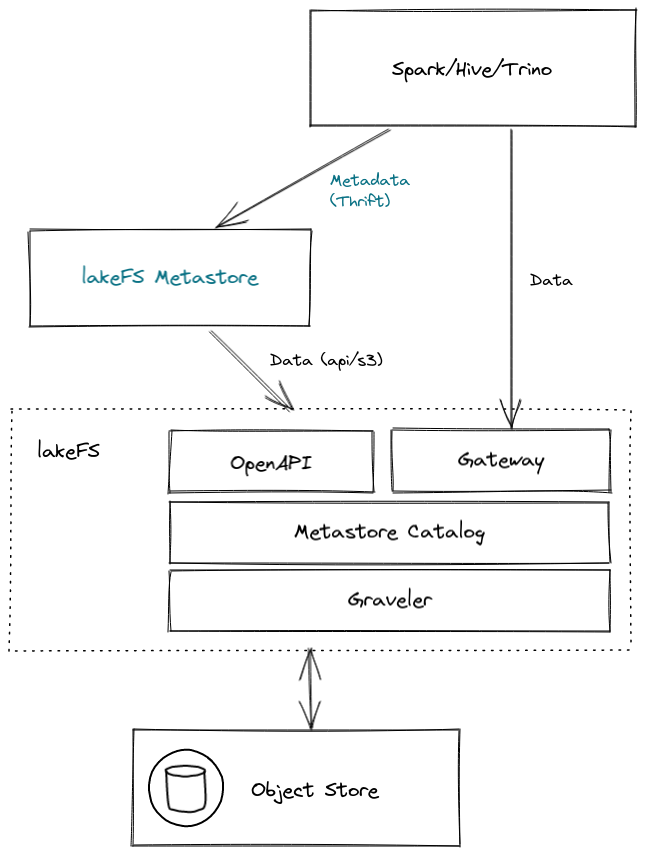 Spark/Hive/Trino
Metadata
(Thrift)
lakeFS Metastore
Data
Data (api/s3)
lakeFS
OpenAPI
Gateway
Metastore Catalog
Graveler
Object Store